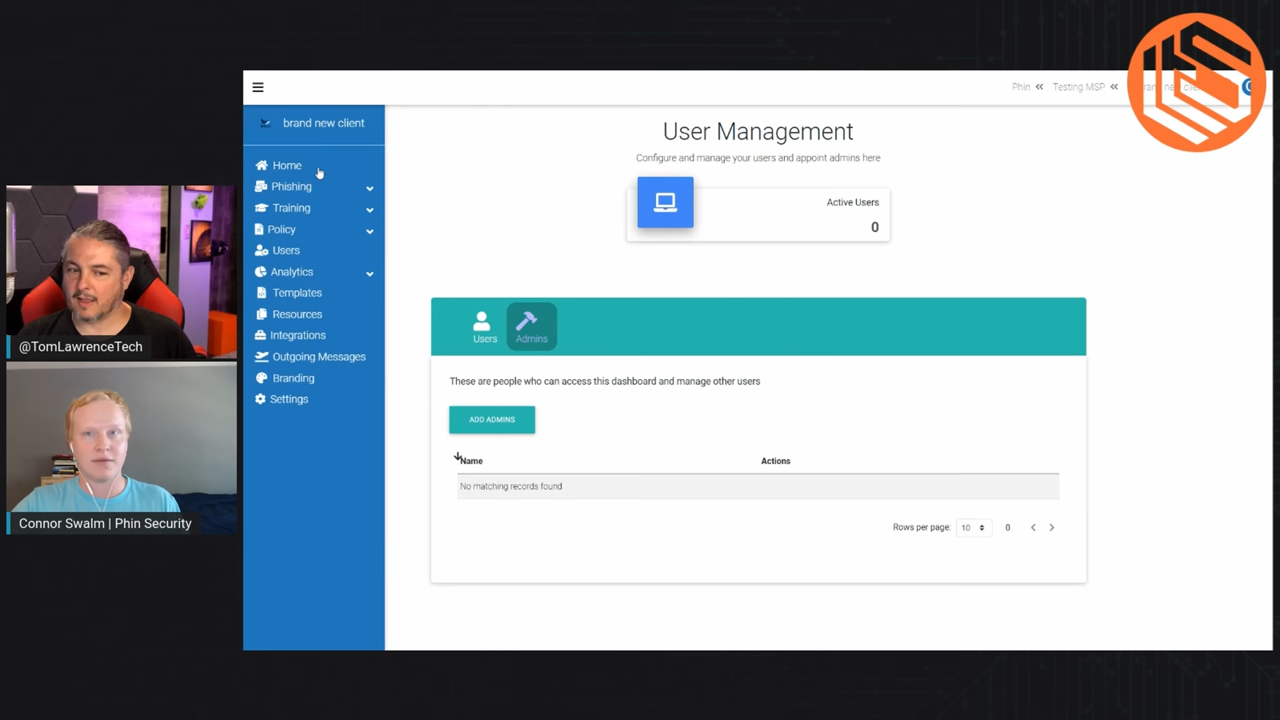 Phin « Testing MSP «
brand new client
Home
Phishing
Training
Policy
Users
Analytics
Templates
Resources
Integrations
Outgoing Messages
Branding
Settings
User Management
Configure and manage your users and appoint admins here
Active Users
0
Users
Admins
These are people who can access this dashboard and manage other users
ADD ADMINS
Name Actions
No matching records found
Rows per page: 10 0
@TomLawrenceTech
Connor Swalm | Phin Security